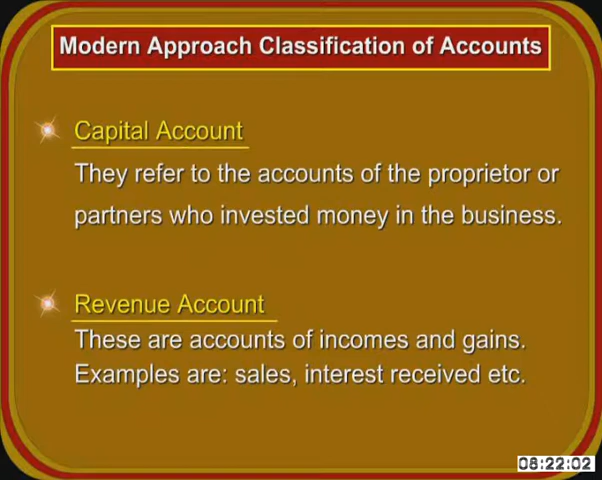 Modern Approach Classification of Accounts
Capital Account
They refer to the accounts of the proprietor or
partners who invested money in the business.
Revenue Account
These are accounts of incomes and gains.
Examples are: sales, interest received etc.
08:22:02